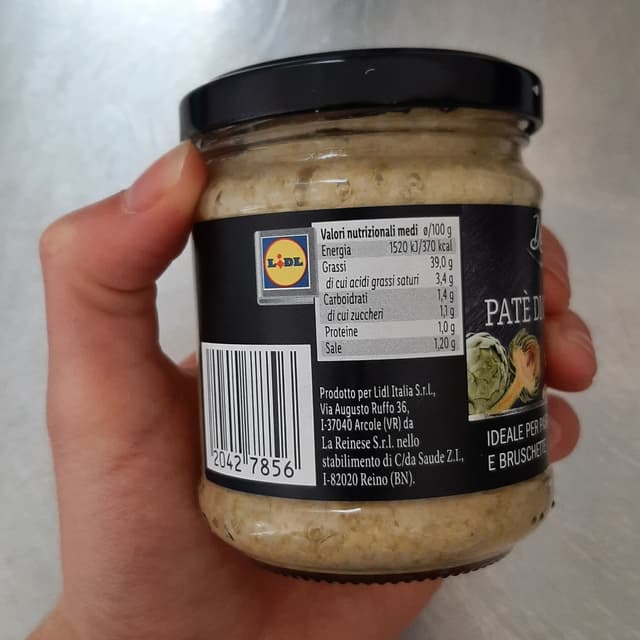 LIDL
Valori nutrizionali medi ø/100 g
Energia 1520 kJ/370 kcal
Grassi 39,0 g
di cui acidi grassi saturi 3,4 g
Carboidrati 1,4 g
di cui zuccheri 1,1 g
Proteine 1,0 g
Sale 1,20 g
2042 7856
Prodotto per Lidl Italia S.r.l.,
Via Augusto Ruffo 36,
I-37040 Arcole (VR) da
La Reinese S.r.l. nello
stabilimento di C/da Saude Z.I.,
I-82020 Reino (BN).
PATÈ DI
IDEALE PER
E BRUSCHETTE